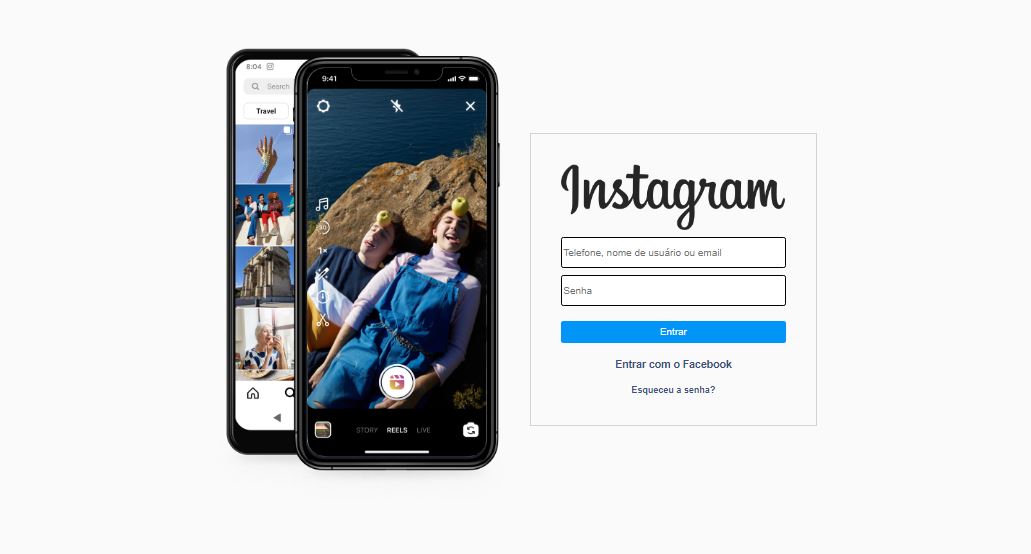 8:04
Search
Travel
9:41
30
1x
STORY REELS LIVE
Instagram
Telefone, nome de usuário ou email
Senha
Entrar
Entrar com o Facebook
Esqueceu a senha?